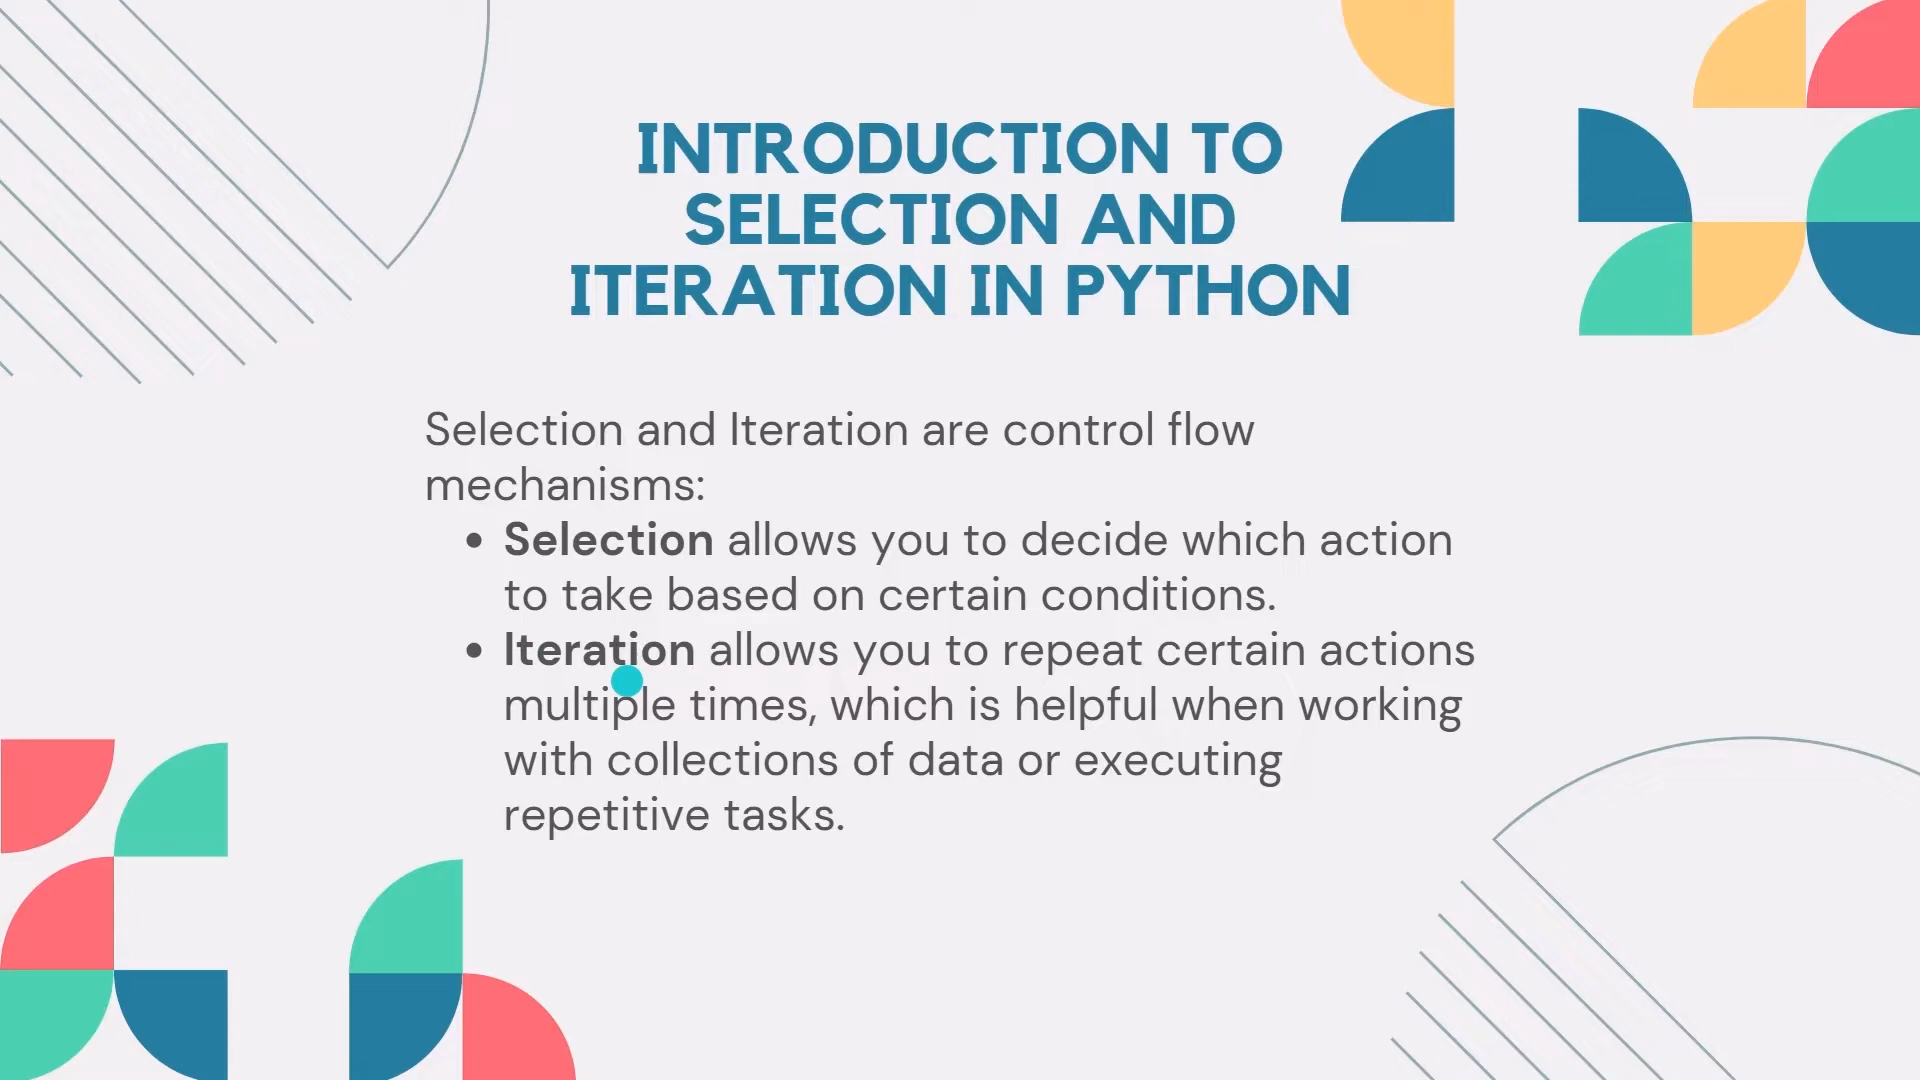 INTRODUCTION TO
SELECTION AND
ITERATION IN PYTHON
Selection and Iteration are control flow
mechanisms:
• Selection allows you to decide which action
to take based on certain conditions.
• Iteration allows you to repeat certain actions
multiple times, which is helpful when working
with collections of data or executing
repetitive tasks.